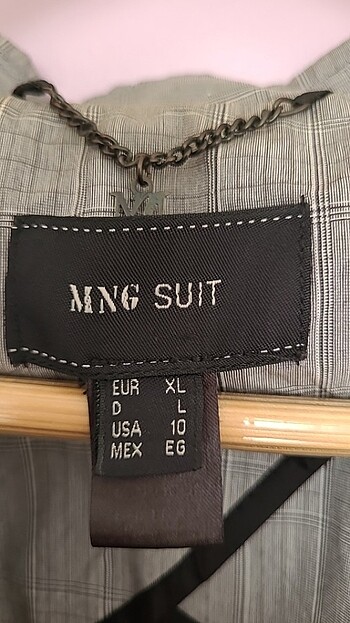 MNG SUIT
EUR XL
D L
USA 10
MEX EG